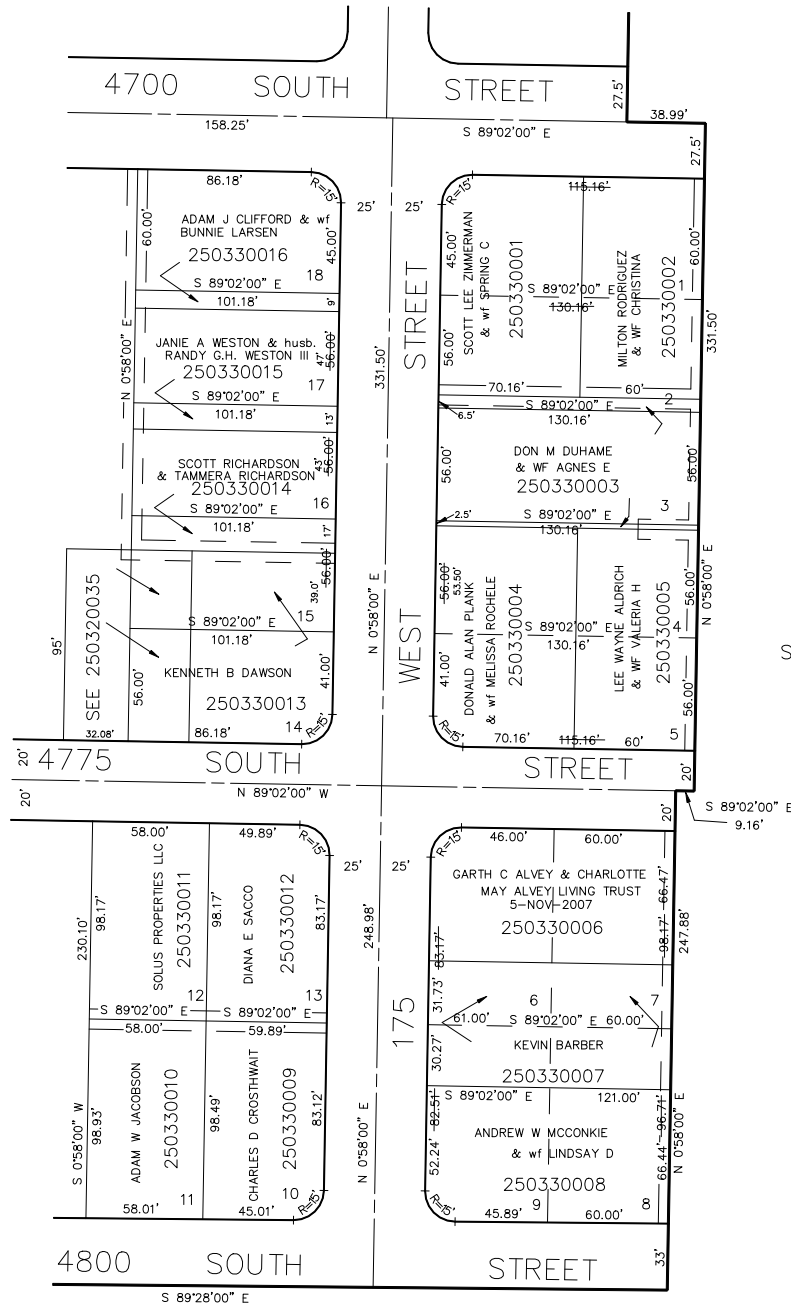 4700 SOUTH STREET
27.5'
38.99'
158.25'
S 89°02'00" E
27.5'
86.18'
R=15'
25'
25'
R=15'
115.16'
60.00'
ADAM J CLIFFORD & wf
BUNNIE LARSEN
250330016
18
45.00'
S 89°02'00" E
101.18'
9'
45.00'
SCOTT LEE ZIMMERMAN
& wf SPRING C
250330001
S 89°02'00" E
130.16'
MILTON RODRIGUEZ
& WF CHRISTINA
250330002
1
60.00'
331.50'
N 0°58'00" E
JANIE A WESTON & husb.
RANDY G.H. WESTON III
250330015
17
47'
56.00'
S 89°02'00" E
101.18'
13'
331.50'
STREET
56.00'
70.16'
60'
2
S 89°02'00" E
130.16'
6.5'
SCOTT RICHARDSON
& TAMMERA RICHARDSON
250330014
16
43'
56.00'
S 89°02'00" E
101.18'
17'
56.00'
DON M DUHAME
& WF AGNES E
250330003
56.00'
3
2.5'
130.16'
95'
SEE 250320035
56.00'
39.0'
15
S 89°02'00" E
101.18'
56.00'
KENNETH B DAWSON
250330013
41.00'
14
R=15'
32.08'
86.18'
N 0°58'00" E
WEST
56.00'
53.50'
41.00'
DONALD ALAN PLANK
& wf MELISSA ROCHELE
250330004
S 89°02'00" E
130.16'
LEE WAYNE ALDRICH
& WF VALERIA H
250330005
56.00'
4
56.00'
5
N 0°58'00" E
S
R=15'
70.16'
115.16'
60'
20'
4775 SOUTH STREET
20'
20'
N 89°02'00" W
S 89°02'00" E
9.16'
20'
58.00'
49.89'
R=15'
25'
25'
R=15'
46.00'
60.00'
230.10'
98.17'
SOLUS PROPERTIES LLC
250330011
12
98.17'
DIANA E SACCO
250330012
13
83.17'
248.98'
GARTH C ALVEY & CHARLOTTE
MAY ALVEY LIVING TRUST
5-NOV-2007
250330006
83.17'
98.17'
66.47'
247.88'
S 89°02'00" E
S 89°02'00" E
58.00'
59.89'
31.73'
6
7
61.00'
S 89°02'00" E
60.00'
175
30.27'
KEVIN BARBER
250330007
S 89°02'00" E
121.00'
S 0°58'00" W
98.93'
ADAM W JACOBSON
250330010
11
98.49'
CHARLES D CROSTHWAIT
250330009
10
83.12'
N 0°58'00" E
82.51'
52.24'
ANDREW W MCCONKIE
& wf LINDSAY D
250330008
96.71'
66.44'
N 0°58'00" E
58.01'
45.01'
R=15'
R=15'
45.89'
9
60.00'
8
4800 SOUTH STREET
33'
S 89°28'00" E